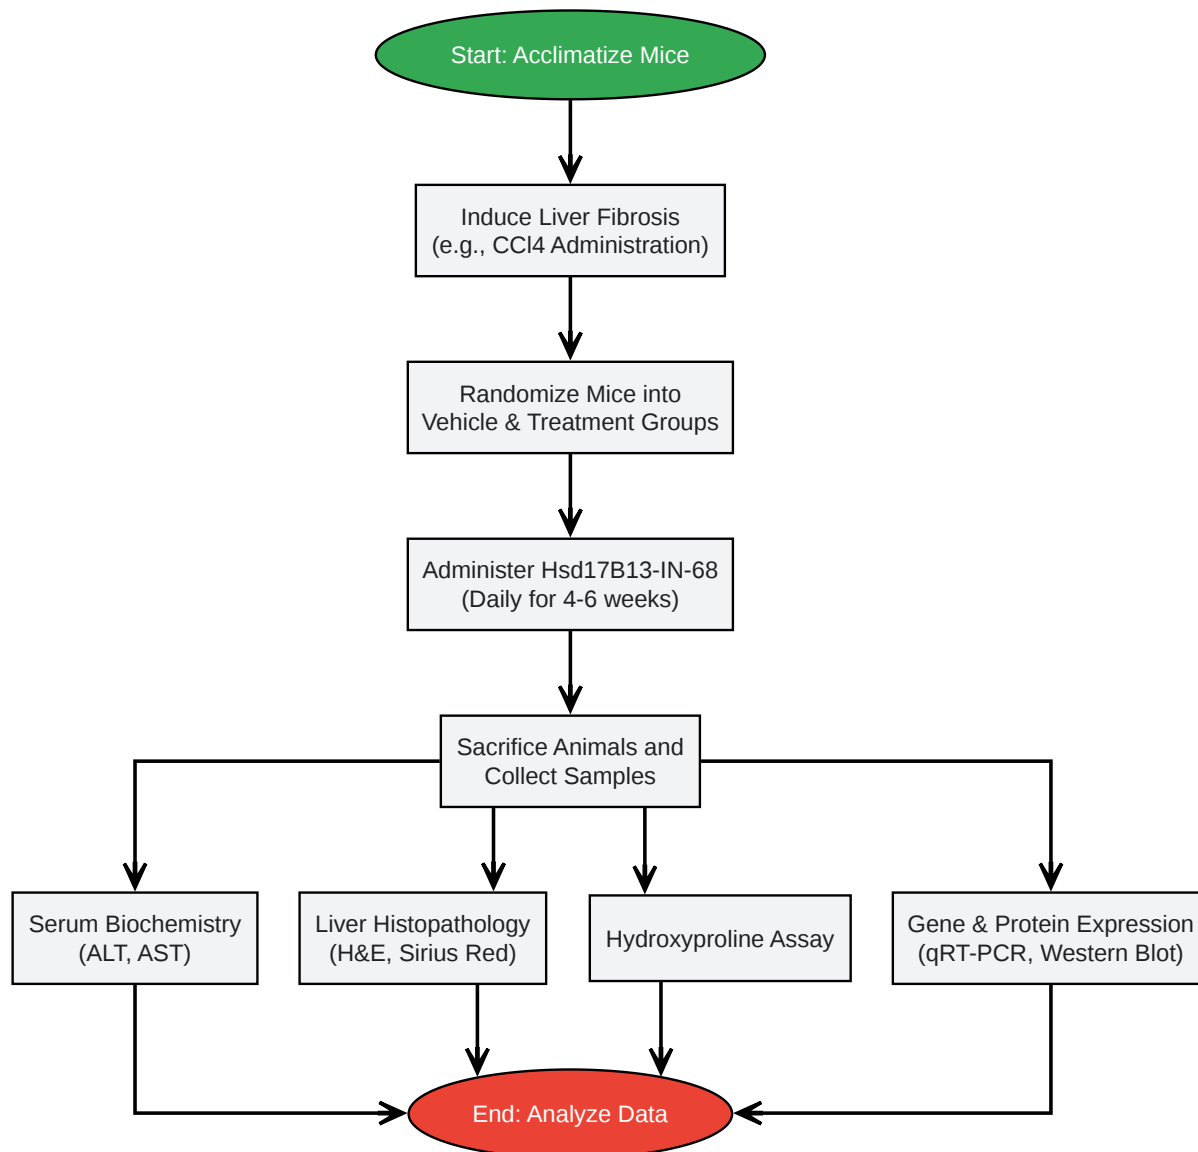 Start: Acclimatize Mice
Induce Liver Fibrosis
(e.g., CCl4 Administration)
Randomize Mice into
Vehicle & Treatment Groups
Administer Hsd17B13-IN-68
(Daily for 4-6 weeks)
Sacrifice Animals and
Collect Samples
Serum Biochemistry
(ALT, AST)
Liver Histopathology
(H&E, Sirius Red)
Hydroxyproline Assay
Gene & Protein Expression
(qRT-PCR, Western Blot)
End: Analyze Data